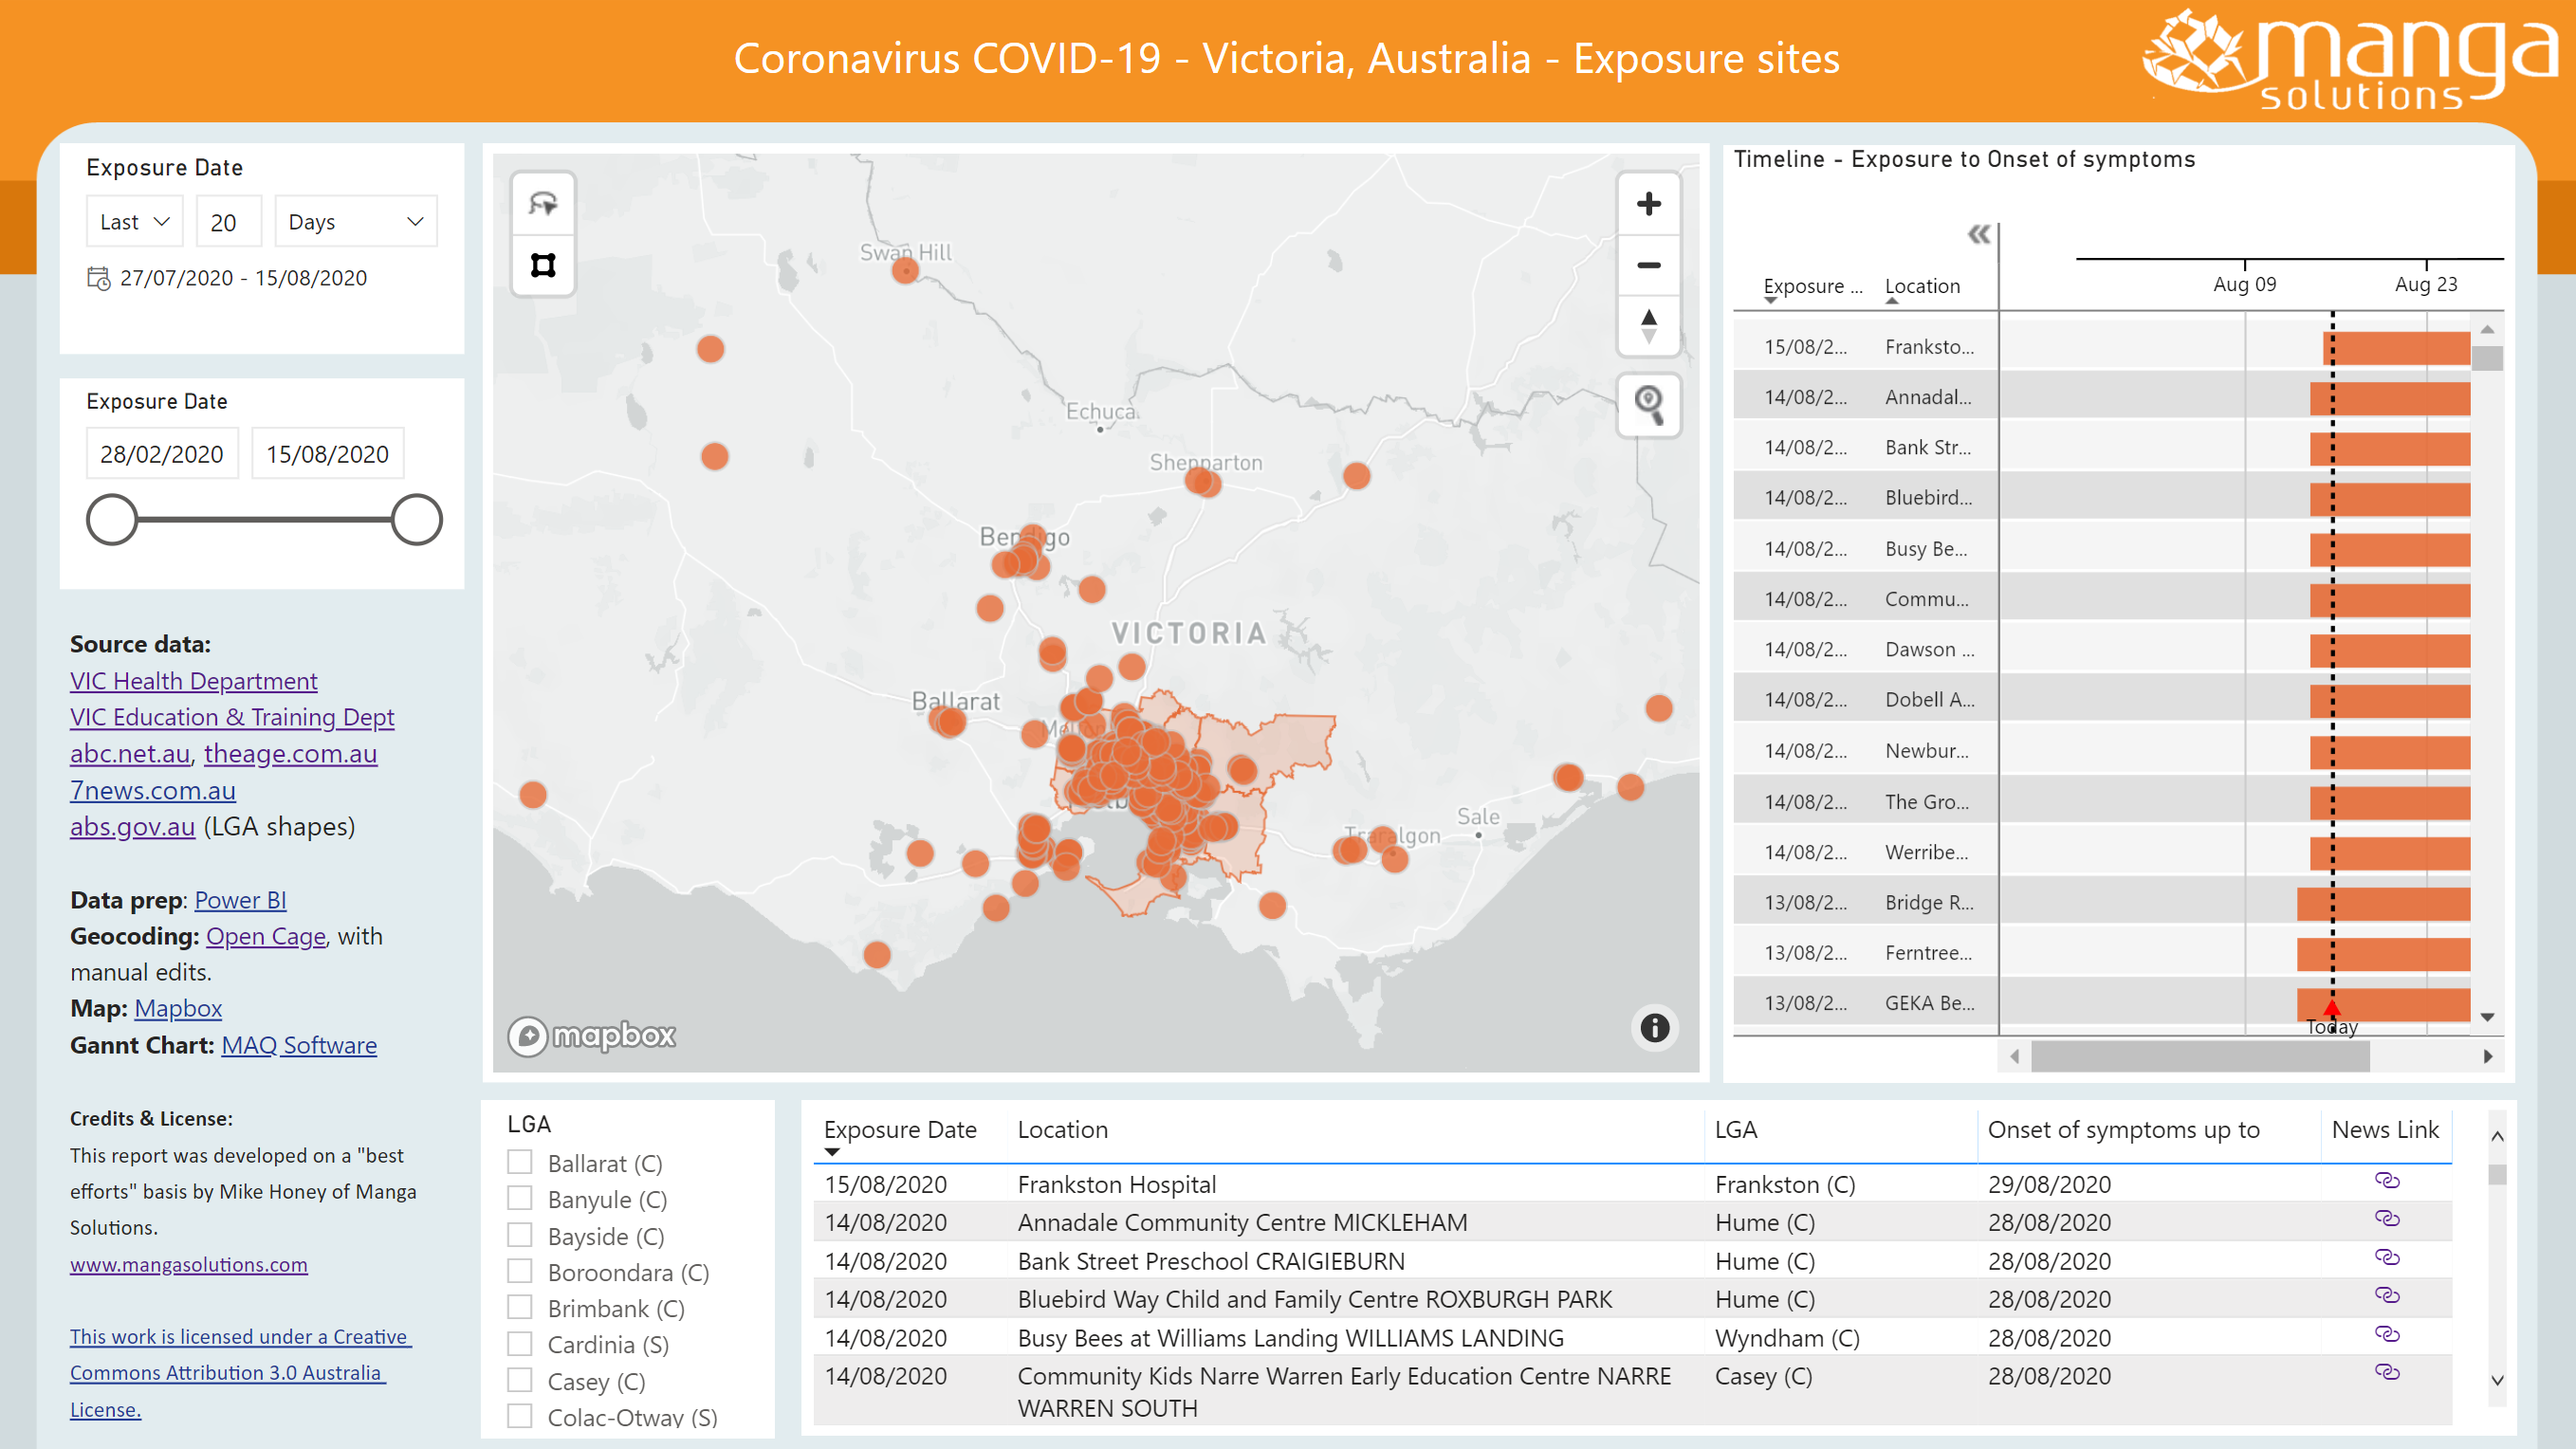 Coronavirus COVID-19 - Victoria, Australia - Exposure sites
manga
solutions
Exposure Date
Last
20
Days
27/07/2020 - 15/08/2020
Exposure Date
28/02/2020
15/08/2020
Source data:
VIC Health Department
VIC Education & Training Dept
abc.net.au, theage.com.au
7news.com.au
abs.gov.au (LGA shapes)
Data prep: Power BI
Geocoding: Open Cage, with
manual edits.
Map: Mapbox
Gannt Chart: MAQ Software
Credits & License:
This report was developed on a "best
efforts" basis by Mike Honey of Manga
Solutions.
www.mangasolutions.com
This work is licensed under a Creative
Commons Attribution 3.0 Australia
License.
Swan Hill
Echuca
Shepparton
Bendigo
VICTORIA
Ballarat
Sale
Traralgon
mapbox
Timeline - Exposure to Onset of symptoms
Aug 09 Aug 23
Exposure ... Location
15/08/2... Franksto...
14/08/2... Annadal...
14/08/2... Bank Str...
14/08/2... Bluebird...
14/08/2... Busy Be...
14/08/2... Commu...
14/08/2... Dawson ...
14/08/2... Dobell A...
14/08/2... Newbur...
14/08/2... The Gro...
14/08/2... Werribe...
13/08/2... Bridge R...
13/08/2... Ferntree...
13/08/2... GEKA Be...
Today
LGA
Ballarat (C)
Banyule (C)
Bayside (C)
Boroondara (C)
Brimbank (C)
Cardinia (S)
Casey (C)
Colac-Otway (S)
Exposure Date Location LGA Onset of symptoms up to News Link
15/08/2020 Frankston Hospital Frankston (C) 29/08/2020
14/08/2020 Annadale Community Centre MICKLEHAM Hume (C) 28/08/2020
14/08/2020 Bank Street Preschool CRAIGIEBURN Hume (C) 28/08/2020
14/08/2020 Bluebird Way Child and Family Centre ROXBURGH PARK Hume (C) 28/08/2020
14/08/2020 Busy Bees at Williams Landing WILLIAMS LANDING Wyndham (C) 28/08/2020
14/08/2020 Community Kids Narre Warren Early Education Centre NARRE Casey (C) 28/08/2020
WARREN SOUTH